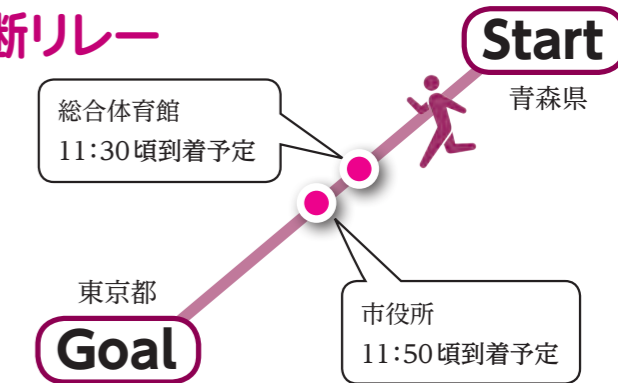 断リレー
Start
青森県
総合体育館
11:30頃到着予定
東京都
Goal
市役所
11:50頃到着予定